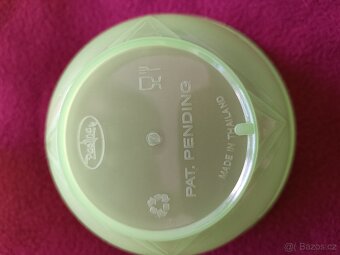 PAT. PENDING
MADE IN THAILAND
© Bazos.cz